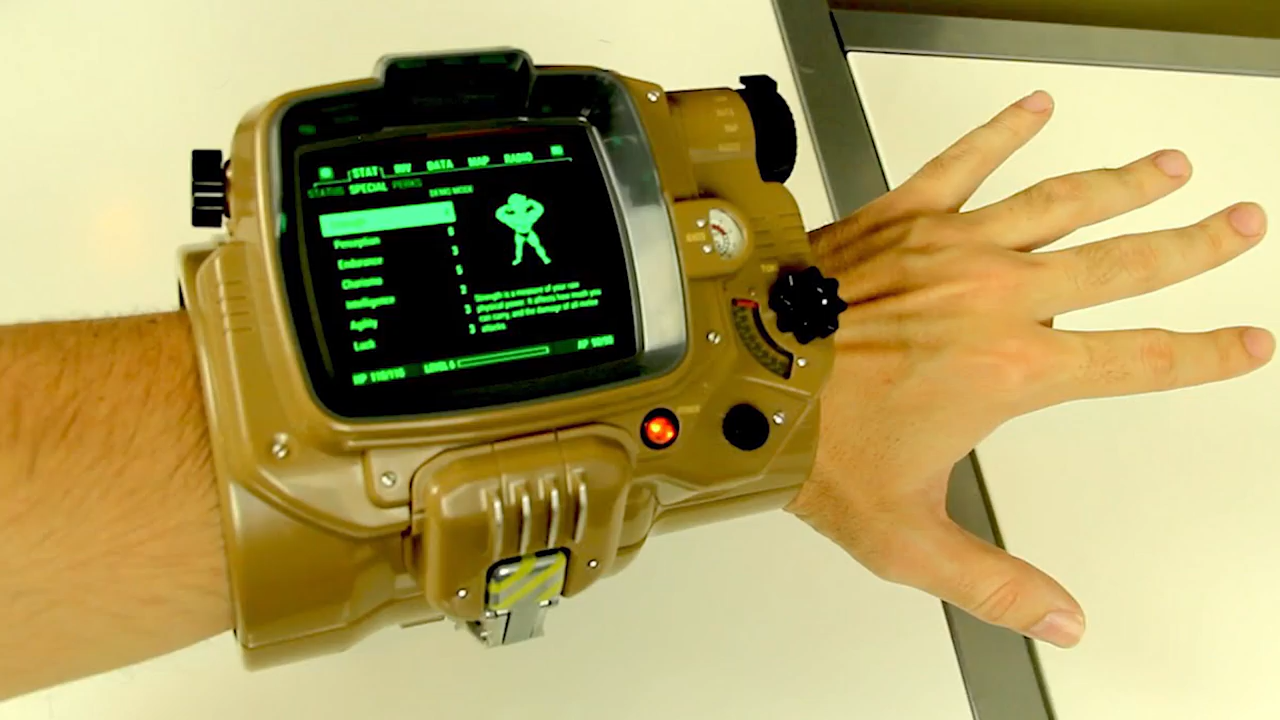 STAT INV DATA MAP RADIO
STATUS SPECIAL PERKS
DEMO MODE
Perception
Endurance
Charisma
Intelligence
Agility
Luck
Strength is a measure of your raw
physical power. It affects how much you
can carry, and the damage of all melee
attacks.
HP 110/110 LEVEL 6 AP 90/90